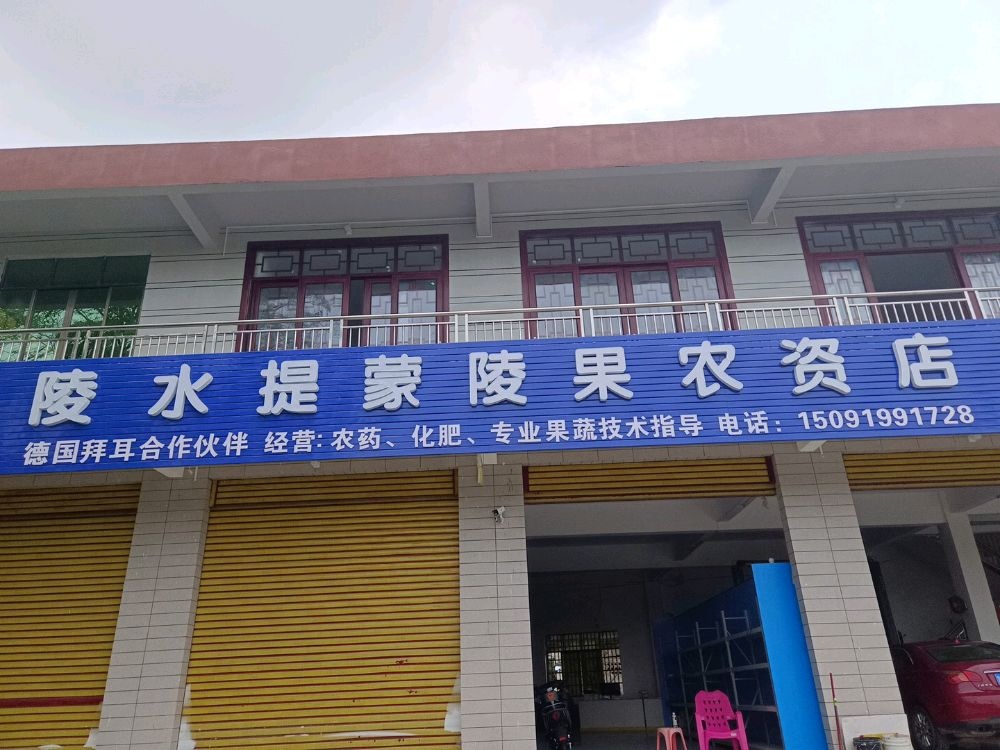 陵水提蒙陵果农资店
德国拜耳合作伙伴 经营: 农药、化肥、专业果蔬技术指导 电话: 15091991728